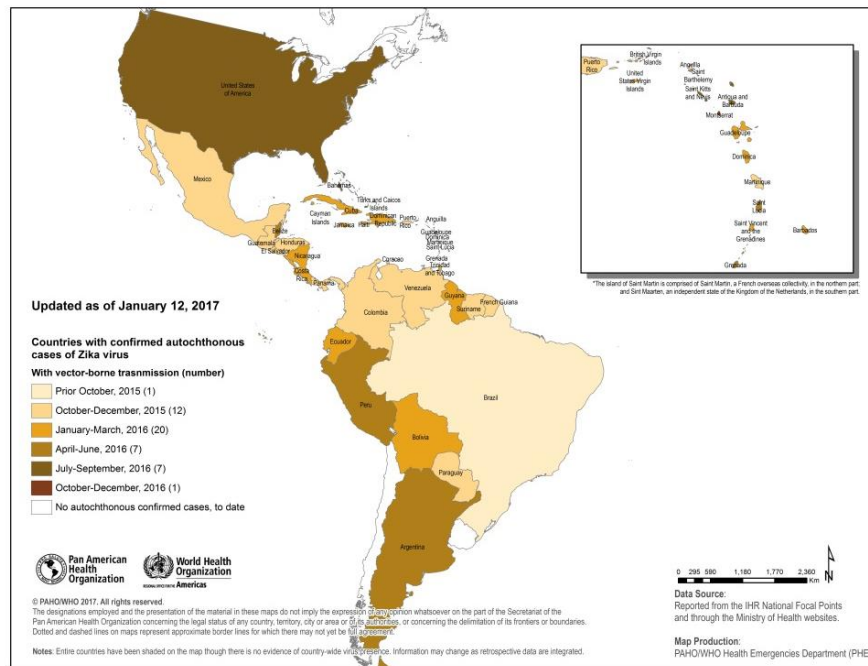 United States
of America
Mexico
Bahamas
Cuba
Turks and Caicos
Islands
Cayman
Islands
Jamaica
Haiti
Dominican
Republic
Puerto
Rico
Anguilla
Guadeloupe
Dominica
Martinique
Saint Lucia
Grenada
Trinidad
and Tobago
Belize
Guatemala
Honduras
El Salvador
Nicaragua
Costa
Rica
Panama
Curacao
Venezuela
Colombia
Guyana
Suriname
French Guiana
Ecuador
Peru
Brazil
Bolivia
Paraguay
Argentina
Puerto
Rico
British Virgin
Islands
United
States Virgin
Islands
Anguilla
Saint
Barthelemy
Saint Kitts
and Nevis
Antigua and
Barbuda
Montserrat
Guadeloupe
Dominica
Martinique
Saint
Lucia
Saint Vincent
and the
Grenadines
Barbados
Grenada
*The island of Saint Martin is comprised of Saint Martin, a French overseas collectivity, in the northern part;
and Sint Maarten, an independent state of the Kingdom of the Netherlands, in the southern part.
Updated as of January 12, 2017
Countries with confirmed autochthonous
cases of Zika virus
With vector-borne trasnmission (number)
Prior October, 2015 (1)
October-December, 2015 (12)
January-March, 2016 (20)
April-June, 2016 (7)
July-September, 2016 (7)
October-December, 2016 (1)
No autochthonous confirmed cases, to date
Pan American
Health
Organization
World Health
Organization
REGIONAL OFFICE FOR THE Americas
© PAHO/WHO 2017. All rights reserved.
The designations employed and the presentation of the material in these maps do not imply the expression of any opinion whatsoever on the part of the Secretariat of the
Pan American Health Organization concerning the legal status of any country, territory, city or area or of its authorities, or concerning the delimitation of its frontiers or boundaries.
Dotted and dashed lines on maps represent approximate border lines for which there may not yet be full agreement.
Notes: Entire countries have been shaded on the map though there is no evidence of country-wide virus presence. Information may change as retrospective data are integrated.
0 295 590 1,180 1,770 2,360
Km
N
Data Source:
Reported from the IHR National Focal Points
and through the Ministry of Health websites.
Map Production:
PAHO/WHO Health Emergencies Department (PHE